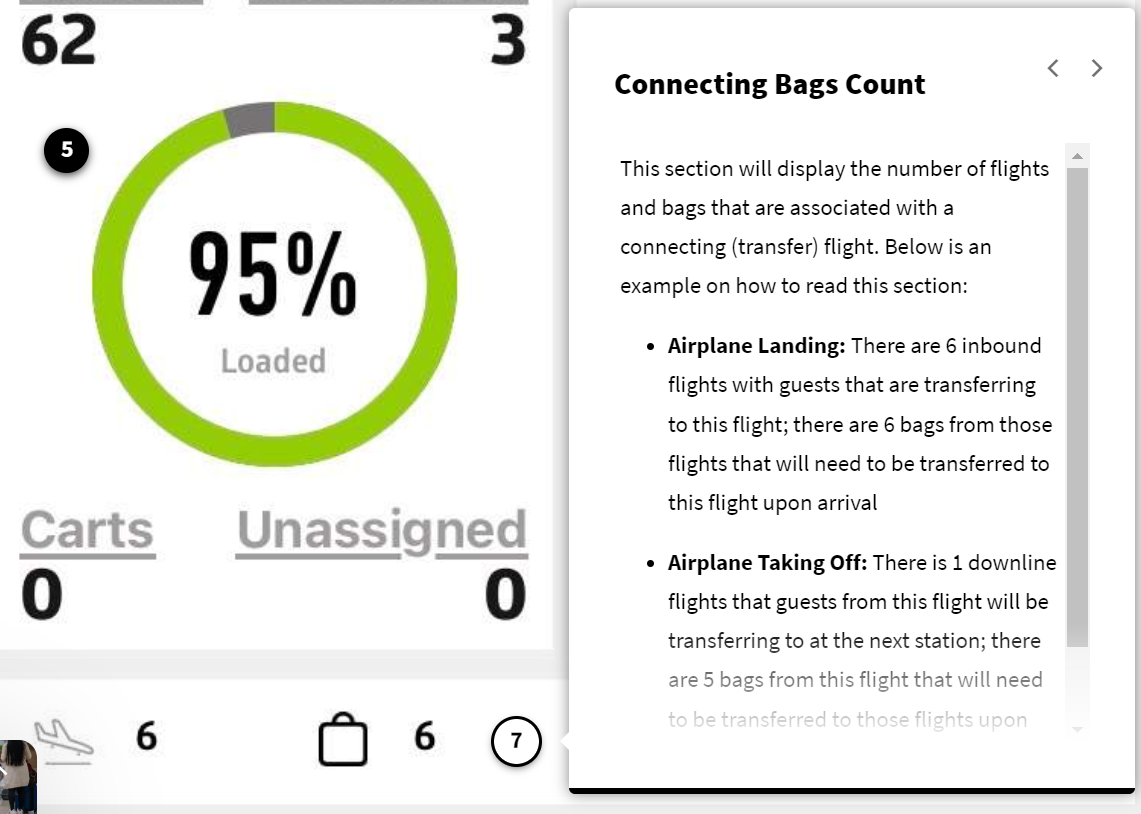 62
3
5
95%
Loaded
Carts
Unassigned
0
0
6
6
7
Connecting Bags Count
This section will display the number of flights
and bags that are associated with a
connecting (transfer) flight. Below is an
example on how to read this section:
• Airplane Landing: There are 6 inbound
flights with guests that are transferring
to this flight; there are 6 bags from those
flights that will need to be transferred to
this flight upon arrival
• Airplane Taking Off: There is 1 downline
flights that guests from this flight will be
transferring to at the next station; there
are 5 bags from this flight that will need
to be transferred to those flights upon